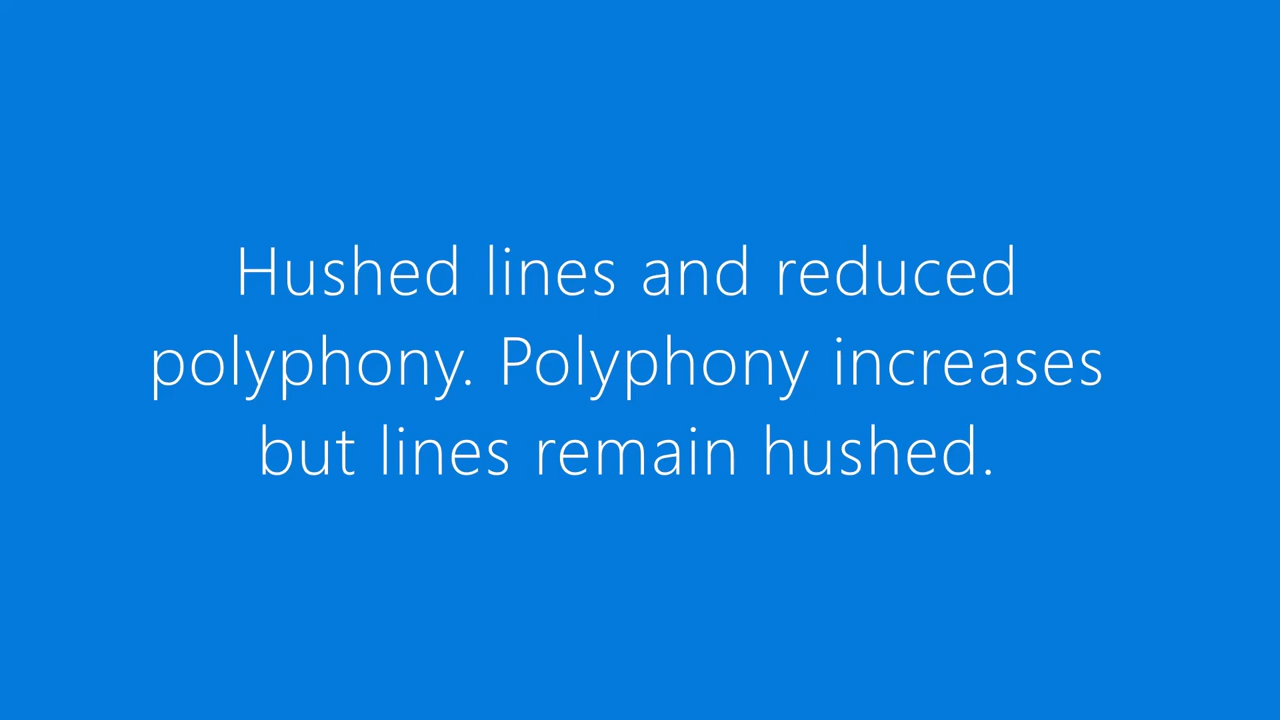 Hushed lines and reduced
polyphony. Polyphony increases
but lines remain hushed.